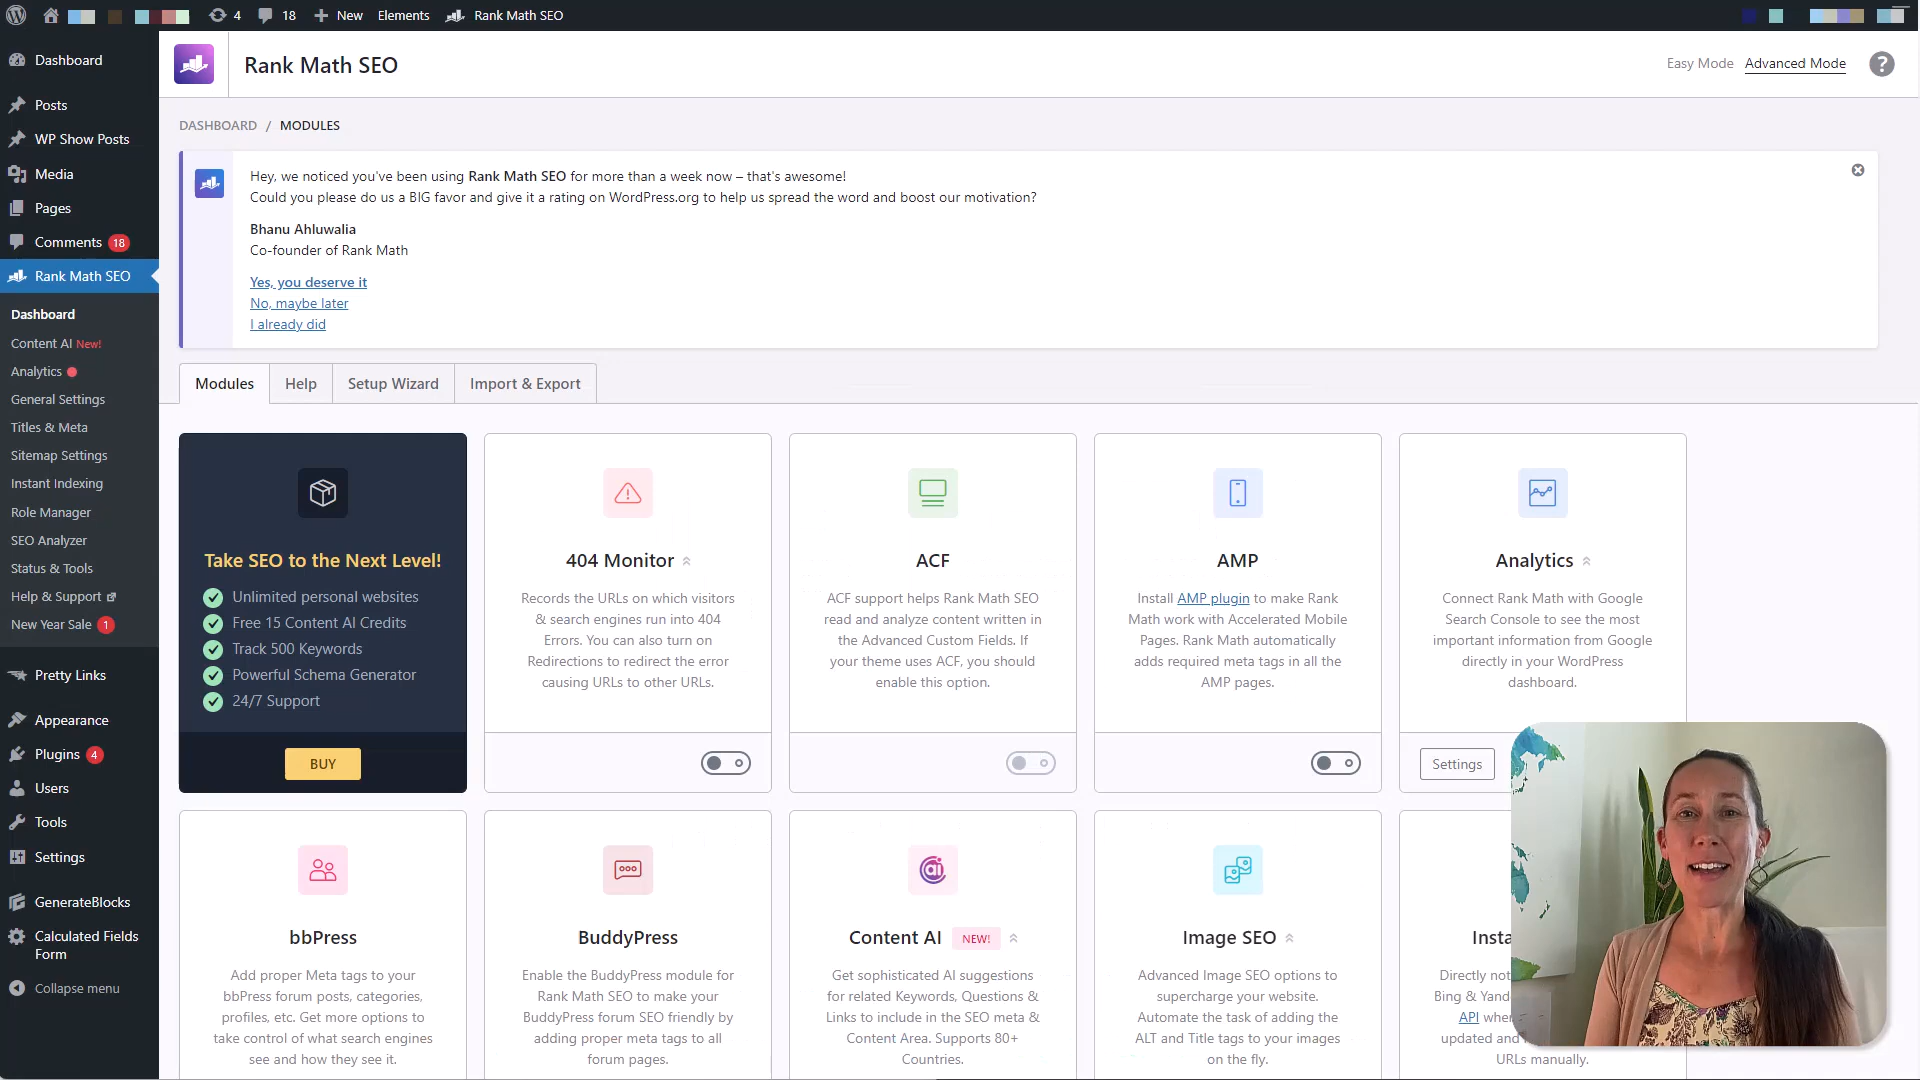 4
18
New
Elements
Rank Math SEO
Dashboard
Posts
WP Show Posts
Media
Pages
Comments 18
Rank Math SEO
Dashboard
Content AI New!
Analytics
General Settings
Titles & Meta
Sitemap Settings
Instant Indexing
Role Manager
SEO Analyzer
Status & Tools
Help & Support
New Year Sale 1
Pretty Links
Appearance
Plugins 4
Users
Tools
Settings
GenerateBlocks
Calculated Fields
Form
Collapse menu
Rank Math SEO
Easy Mode
Advanced Mode
?
DASHBOARD / MODULES
Hey, we noticed you've been using Rank Math SEO for more than a week now – that's awesome!
Could you please do us a BIG favor and give it a rating on WordPress.org to help us spread the word and boost our motivation?
Bhanu Ahluwalia
Co-founder of Rank Math
Yes, you deserve it
No, maybe later
I already did
Modules
Help
Setup Wizard
Import & Export
Take SEO to the Next Level!
Unlimited personal websites
Free 15 Content AI Credits
Track 500 Keywords
Powerful Schema Generator
24/7 Support
BUY
404 Monitor
Records the URLs on which visitors
& search engines run into 404
Errors. You can also turn on
Redirections to redirect the error
causing URLs to other URLs.
ACF
ACF support helps Rank Math SEO
read and analyze content written in
the Advanced Custom Fields. If
your theme uses ACF, you should
enable this option.
AMP
Install AMP plugin to make Rank
Math work with Accelerated Mobile
Pages. Rank Math automatically
adds required meta tags in all the
AMP pages.
Analytics
Connect Rank Math with Google
Search Console to see the most
important information from Google
directly in your WordPress
dashboard.
Settings
bbPress
Add proper Meta tags to your
bbPress forum posts, categories,
profiles, etc. Get more options to
take control of what search engines
see and how they see it.
BuddyPress
Enable the BuddyPress module for
Rank Math SEO to make your
BuddyPress forum SEO friendly by
adding proper meta tags to all
forum pages.
ai
Content AI NEW!
Get sophisticated AI suggestions
for related Keywords, Questions &
Links to include in the SEO meta &
Content Area. Supports 80+
Countries.
Image SEO
Advanced Image SEO options to
supercharge your website.
Automate the task of adding the
ALT and Title tags to your images
on the fly.
Insta
Directly not
Bing & Yand
API when
updated and
URLs manually.